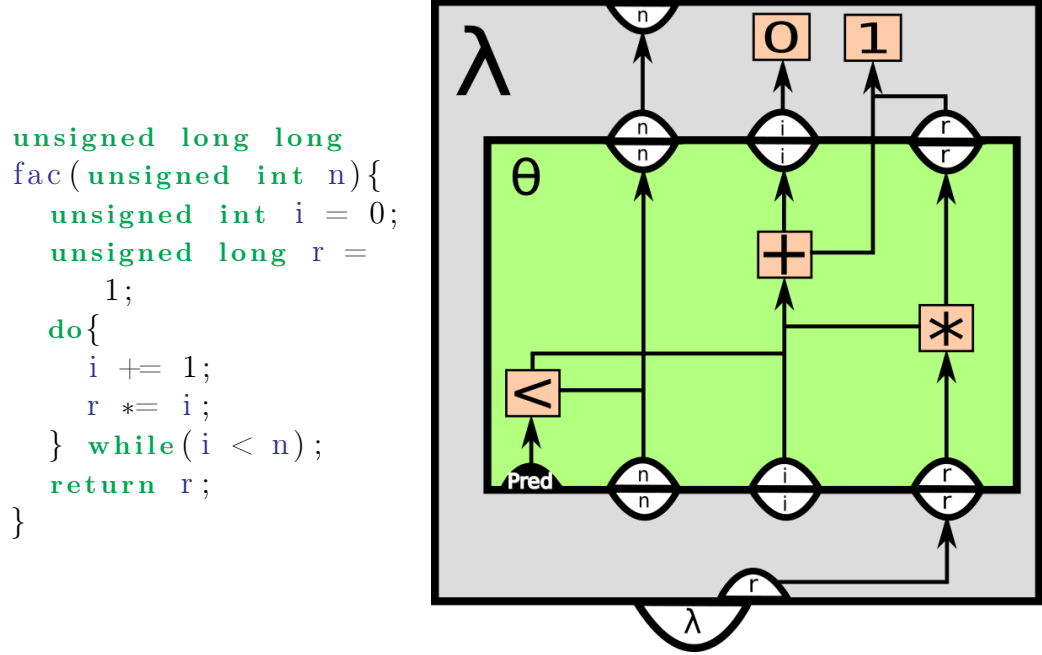 unsigned long long
fac(unsigned int n){
unsigned int i = 0;
unsigned long r =
1;
do{
i += 1;
r *= i;
} while(i < n);
return r;
}
n
λ
0 1
n i r
n i r
θ
+
*
<
Pred
n i r
n i r
r
λ